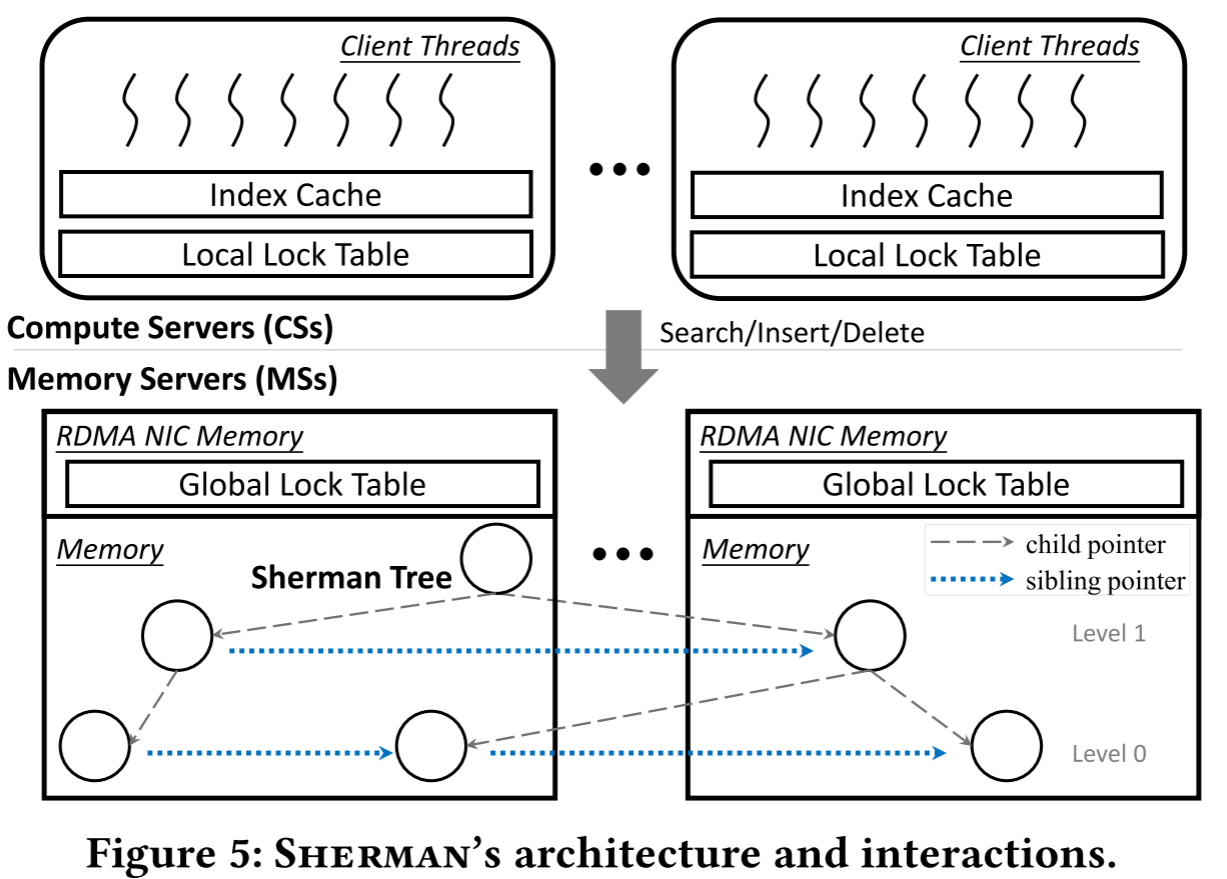 Client Threads
Client Threads
Index Cache
Index Cache
Local Lock Table
Local Lock Table
Compute Servers (CSs)
Search/Insert/Delete
Memory Servers (MSs)
RDMA NIC Memory
RDMA NIC Memory
Global Lock Table
Global Lock Table
Memory
Memory
child pointer
Sherman Tree
sibling pointer
Level 1
Level 0
Figure 5: SHERMAN's architecture and interactions.